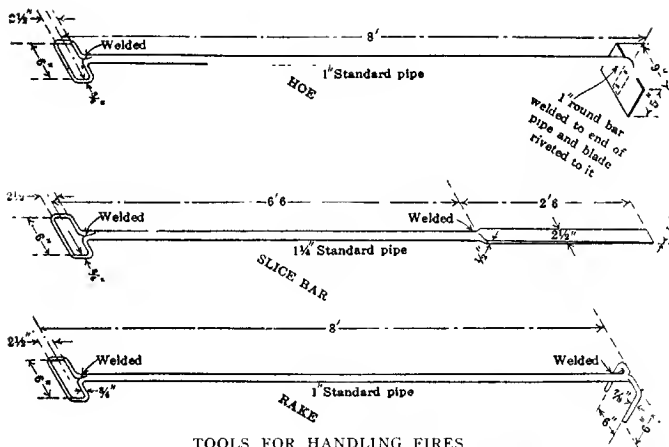 2½"
8'
Welded
6"
1" Standard pipe
¾"
HOE
1" round bar
welded to end of
pipe and blade
riveted to it
9"
5"
2½
6'6
2'6
Welded
Welded
6"
1¼" Standard pipe
2½"
½"
¾"
SLICE BAR
8'
2½"
Welded
Welded
6"
¾"
1" Standard pipe
⅞"
6"
6"
RAKE
TOOLS FOR HANDLING FIRES